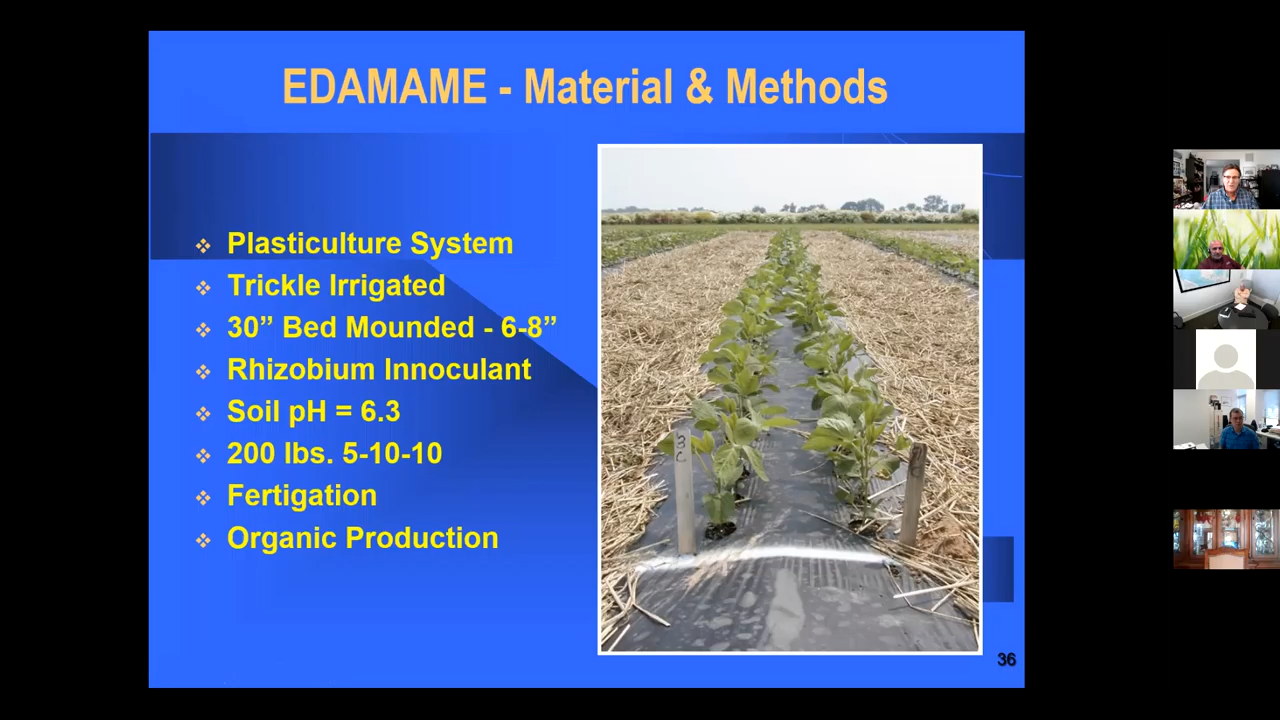 EDAMAME - Material & Methods
Plasticulture System
Trickle Irrigated
30” Bed Mounded - 6-8”
Rhizobium Innoculant
Soil pH = 6.3
200 lbs. 5-10-10
Fertigation
Organic Production
3
C
36